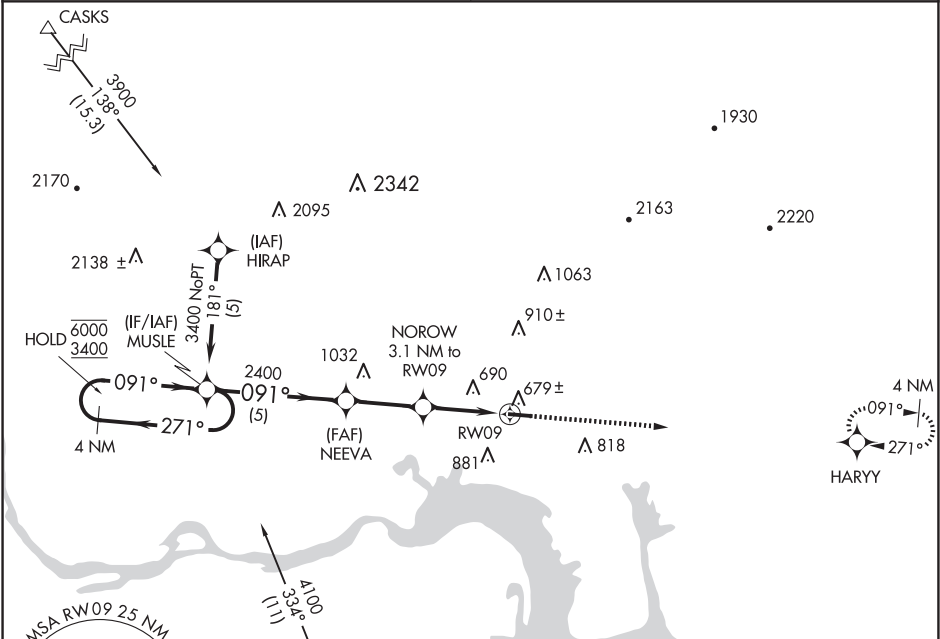 CASKS
3900
138°
(15.3)
1930
2170
2342
2095
2163
2220
(IAF)
HIRAP
2138 ±
1063
3400 NoPT
181°
(5)
910±
HOLD
6000
3400
(IF/IAF)
MUSLE
NOROW
3.1 NM to
RW09
1032
2400
091°
091°
(5)
690
679±
4 NM
091°
271°
4 NM
271°
(FAF)
NEEVA
RW09
881
818
HARYY
4100
334°
(11)
MSA RW09 25 NM